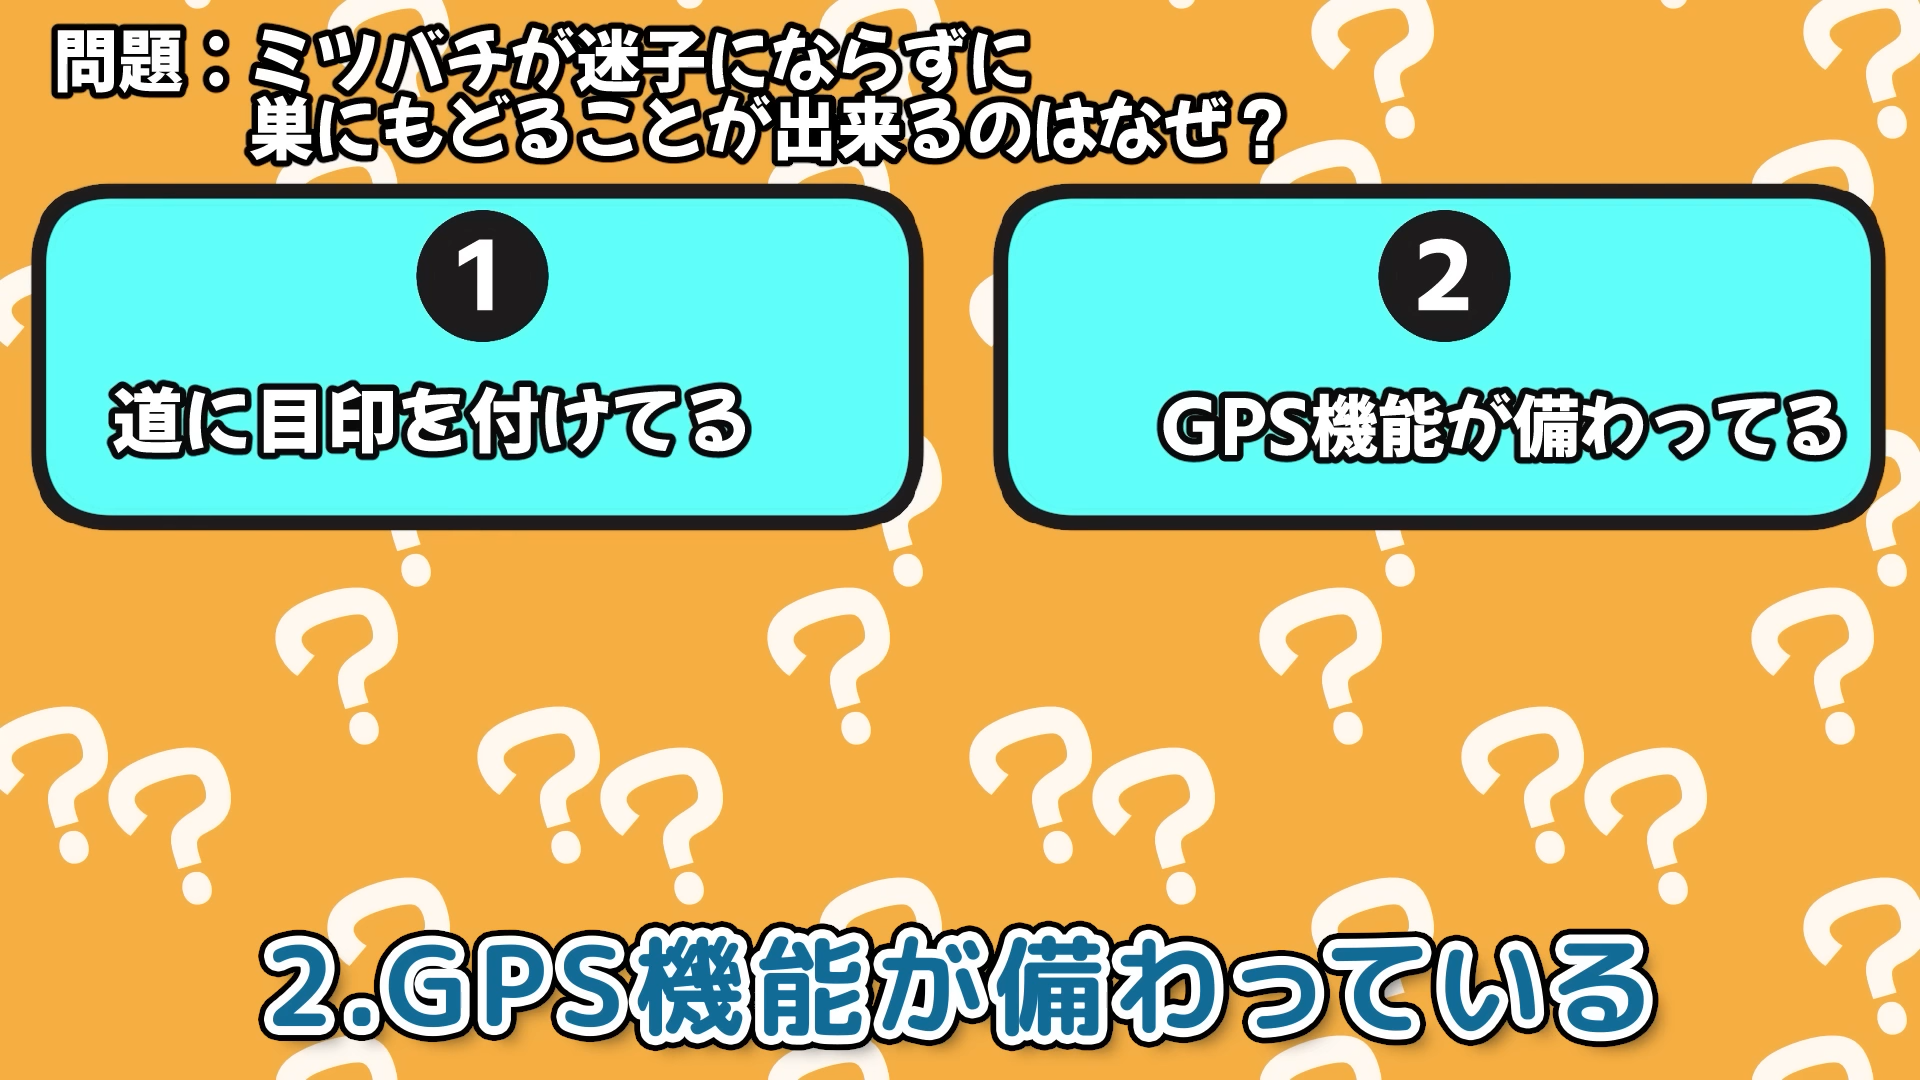 問題：ミツバチが迷子にならずに
巣にもどることが出来るのはなぜ？
1
道に目印を付けてる
2
GPS機能が備わってる
2.GPS機能が備わっている